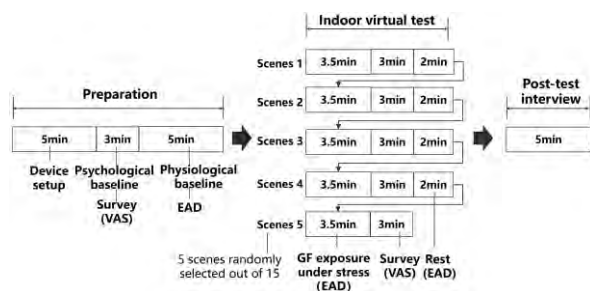 Indoor virtual test
Scenes 1 3.5min 3min 2min
Scenes 2 3.5min 3min 2min
Scenes 3 3.5min 3min 2min
Scenes 4 3.5min 3min 2min
Scenes 5 3.5min 3min
5 scenes randomly
selected out of 15
GF exposure
under stress
(EAD)
Survey
(VAS)
Rest
(EAD)
Preparation
5min 3min 5min
Device
setup
Psychological
baseline
Survey
(VAS)
Physiological
baseline
EAD
Post-test
interview
5min